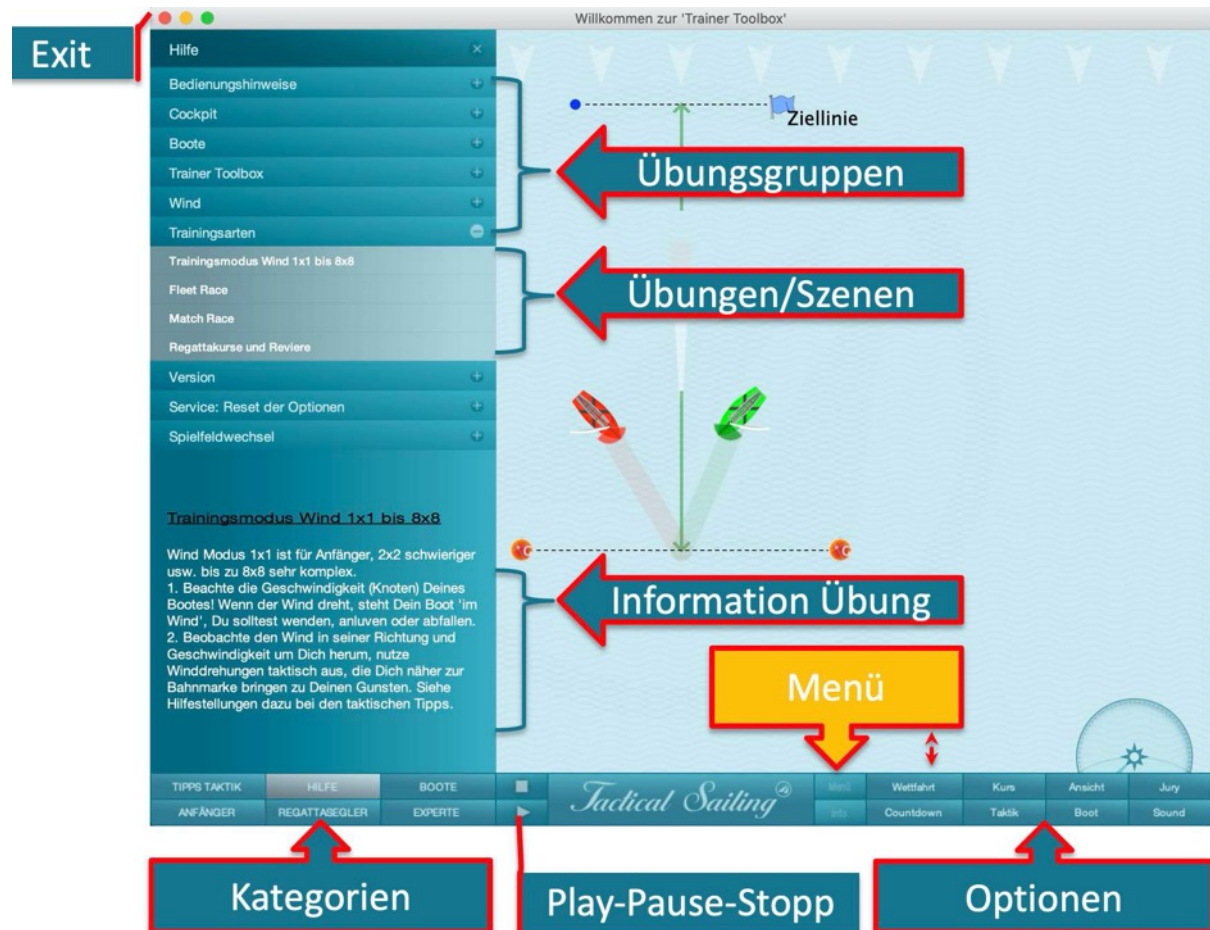 Willkommen zur 'Trainer Toolbox'
Exit
Hilfe
Bedienungshinweise
Cockpit
Boote
Trainer Toolbox
Wind
Trainingsarten
Trainingsmodus Wind 1x1 bis 8x8
Fleet Race
Match Race
Regattakurse und Reviere
Version
Service: Reset der Optionen
Spielfeldwechsel
Ziellinie
Übungsgruppen
Übungen/Szenen
Trainingsmodus Wind 1x1 bis 8x8
Wind Modus 1x1 ist für Anfänger, 2x2 schwieriger
usw. bis zu 8x8 sehr komplex.
1. Beachte die Geschwindigkeit (Knoten) Deines
Bootes! Wenn der Wind dreht, steht Dein Boot 'im
Wind', Du solltest wenden, anluven oder abfallen.
2. Beobachte den Wind in seiner Richtung und
Geschwindigkeit um Dich herum, nutze
Winddrehungen taktisch aus, die Dich näher zur
Bahnmarke bringen zu Deinen Gunsten. Siehe
Hilfestellungen dazu bei den taktischen Tipps.
Information Übung
Menü
TIPPS TAKTIK HILFE BOOTE
ANFÄNGER REGATTASEGLER EXPERTE
Tactical Sailing
Menü Wettfahrt Kurs Ansicht Jury
Info Countdown Taktik Boot Sound
Kategorien
Play-Pause-Stopp
Optionen